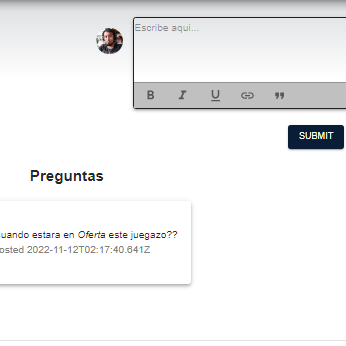 Escribe aqui...
B I U
SUBMIT
Preguntas
uando estara en Oferta este juegazo??
osted 2022-11-12T02:17:40.641Z